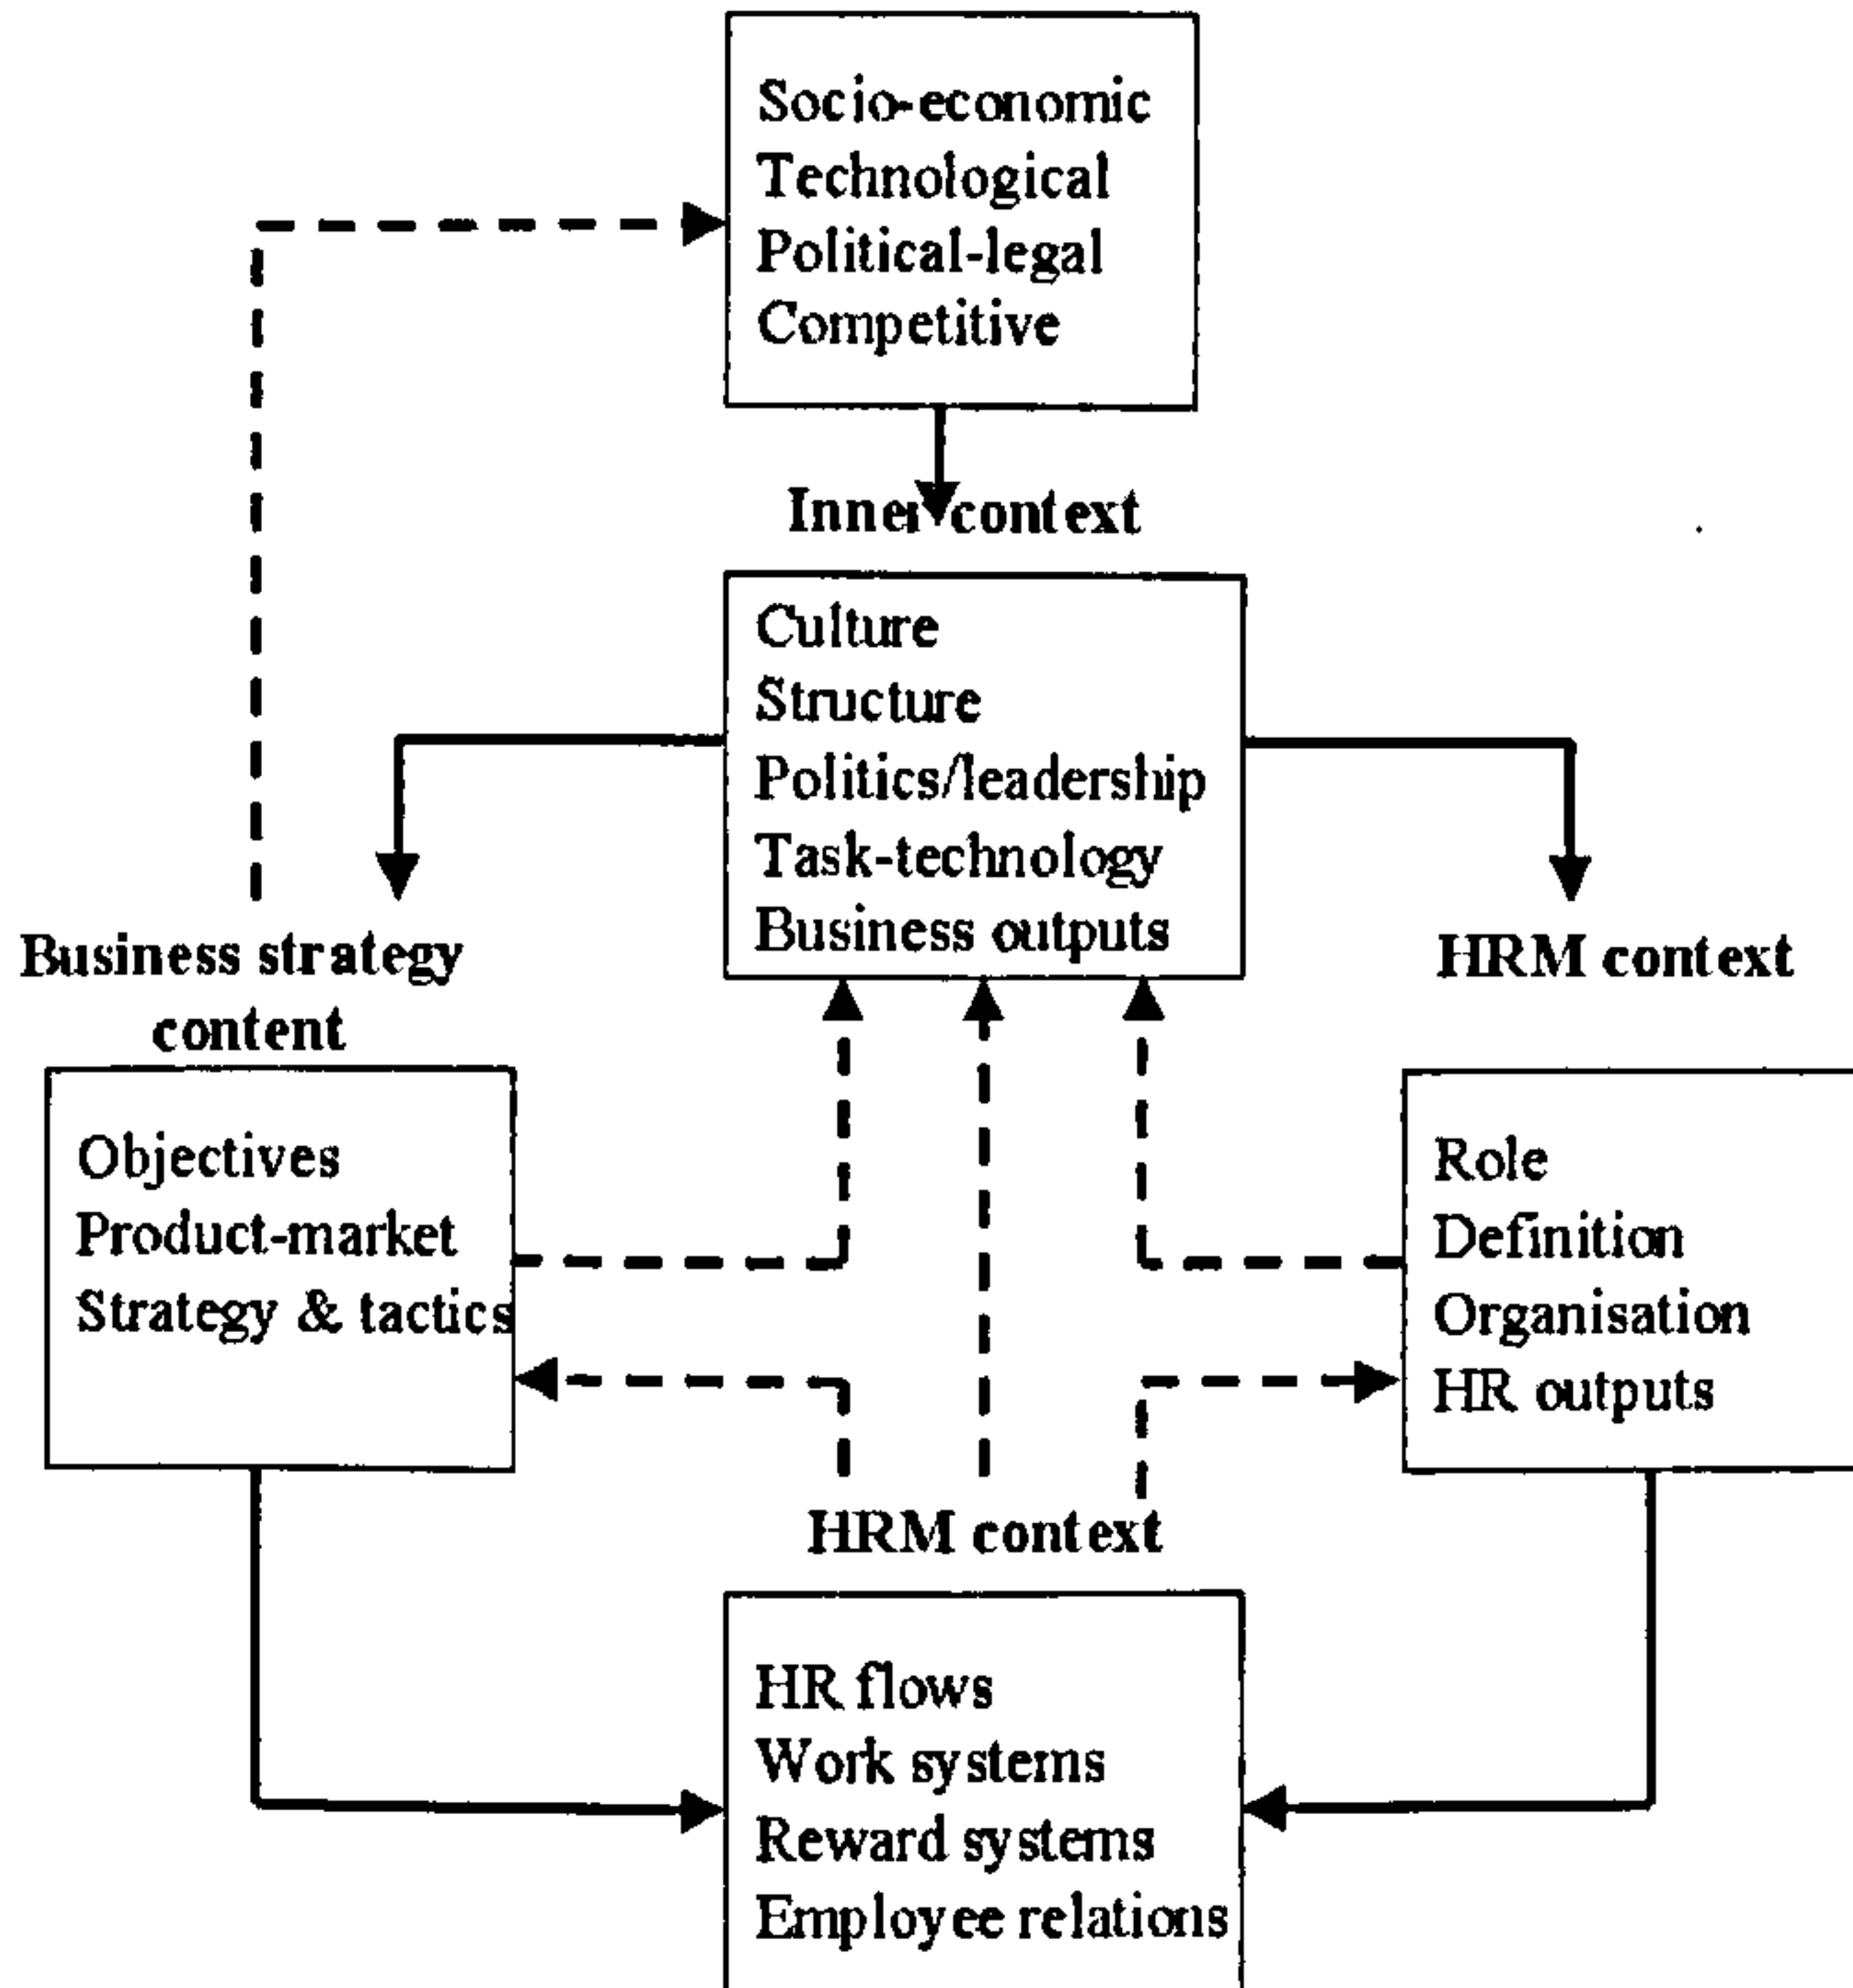 Socio-economic
Technological
Political-legal
Competitive
Inner context
Culture
Structure
Politics/leadership
Task-technology
Business outputs
Business strategy
content
HRM context
Objectives
Product-market
Strategy & tactics
Role
Definition
Organisation
HR outputs
HRM context
HR flows
Work systems
Reward systems
Employee relations